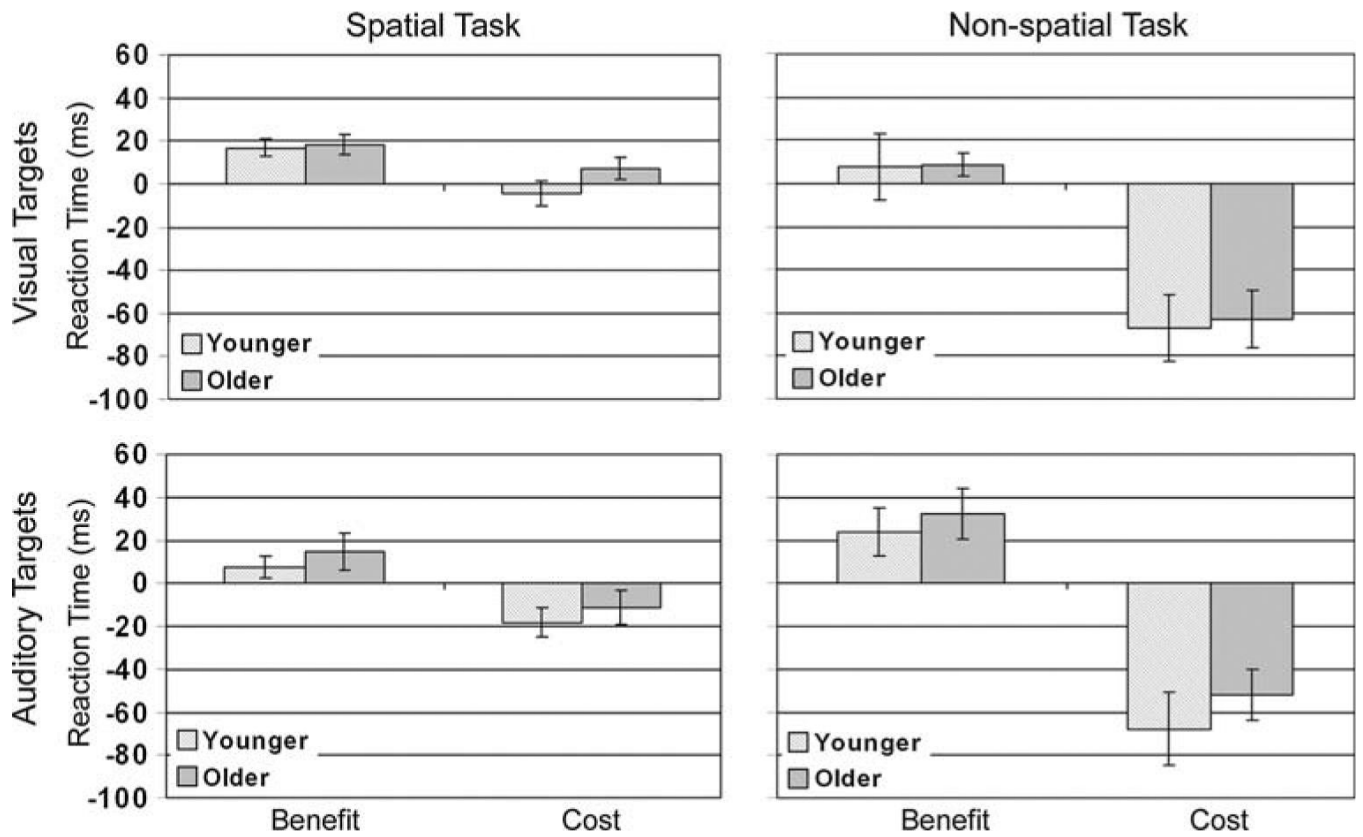 Spatial Task
Non-spatial Task
Visual Targets
Reaction Time (ms)
60
40
20
0
-20
-40
-60
-80
-100
Younger
Older
Younger
Older
Auditory Targets
Reaction Time (ms)
60
40
20
0
-20
-40
-60
-80
-100
Younger
Older
Younger
Older
Benefit
Cost
Benefit
Cost